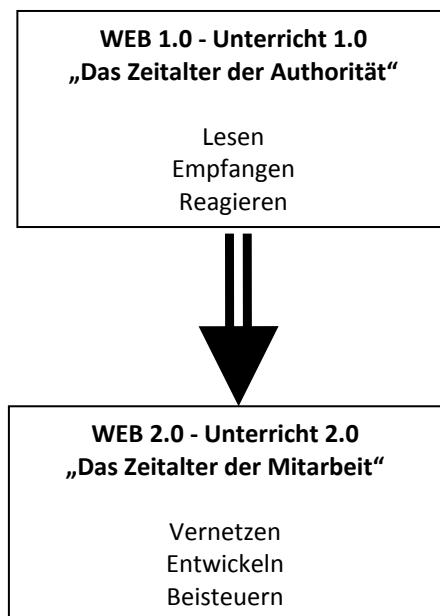 WEB 1.0 - Unterricht 1.0
„Das Zeitalter der Authorität“
Lesen
Empfangen
Reagieren
WEB 2.0 - Unterricht 2.0
„Das Zeitalter der Mitarbeit“
Vernetzen
Entwickeln
Beisteuern